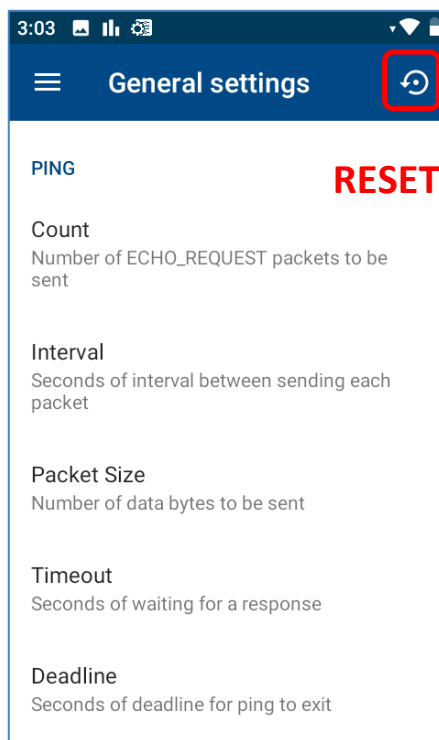 3:03
General settings
PING
RESET
Count
Number of ECHO_REQUEST packets to be
sent
Interval
Seconds of interval between sending each
packet
Packet Size
Number of data bytes to be sent
Timeout
Seconds of waiting for a response
Deadline
Seconds of deadline for ping to exit